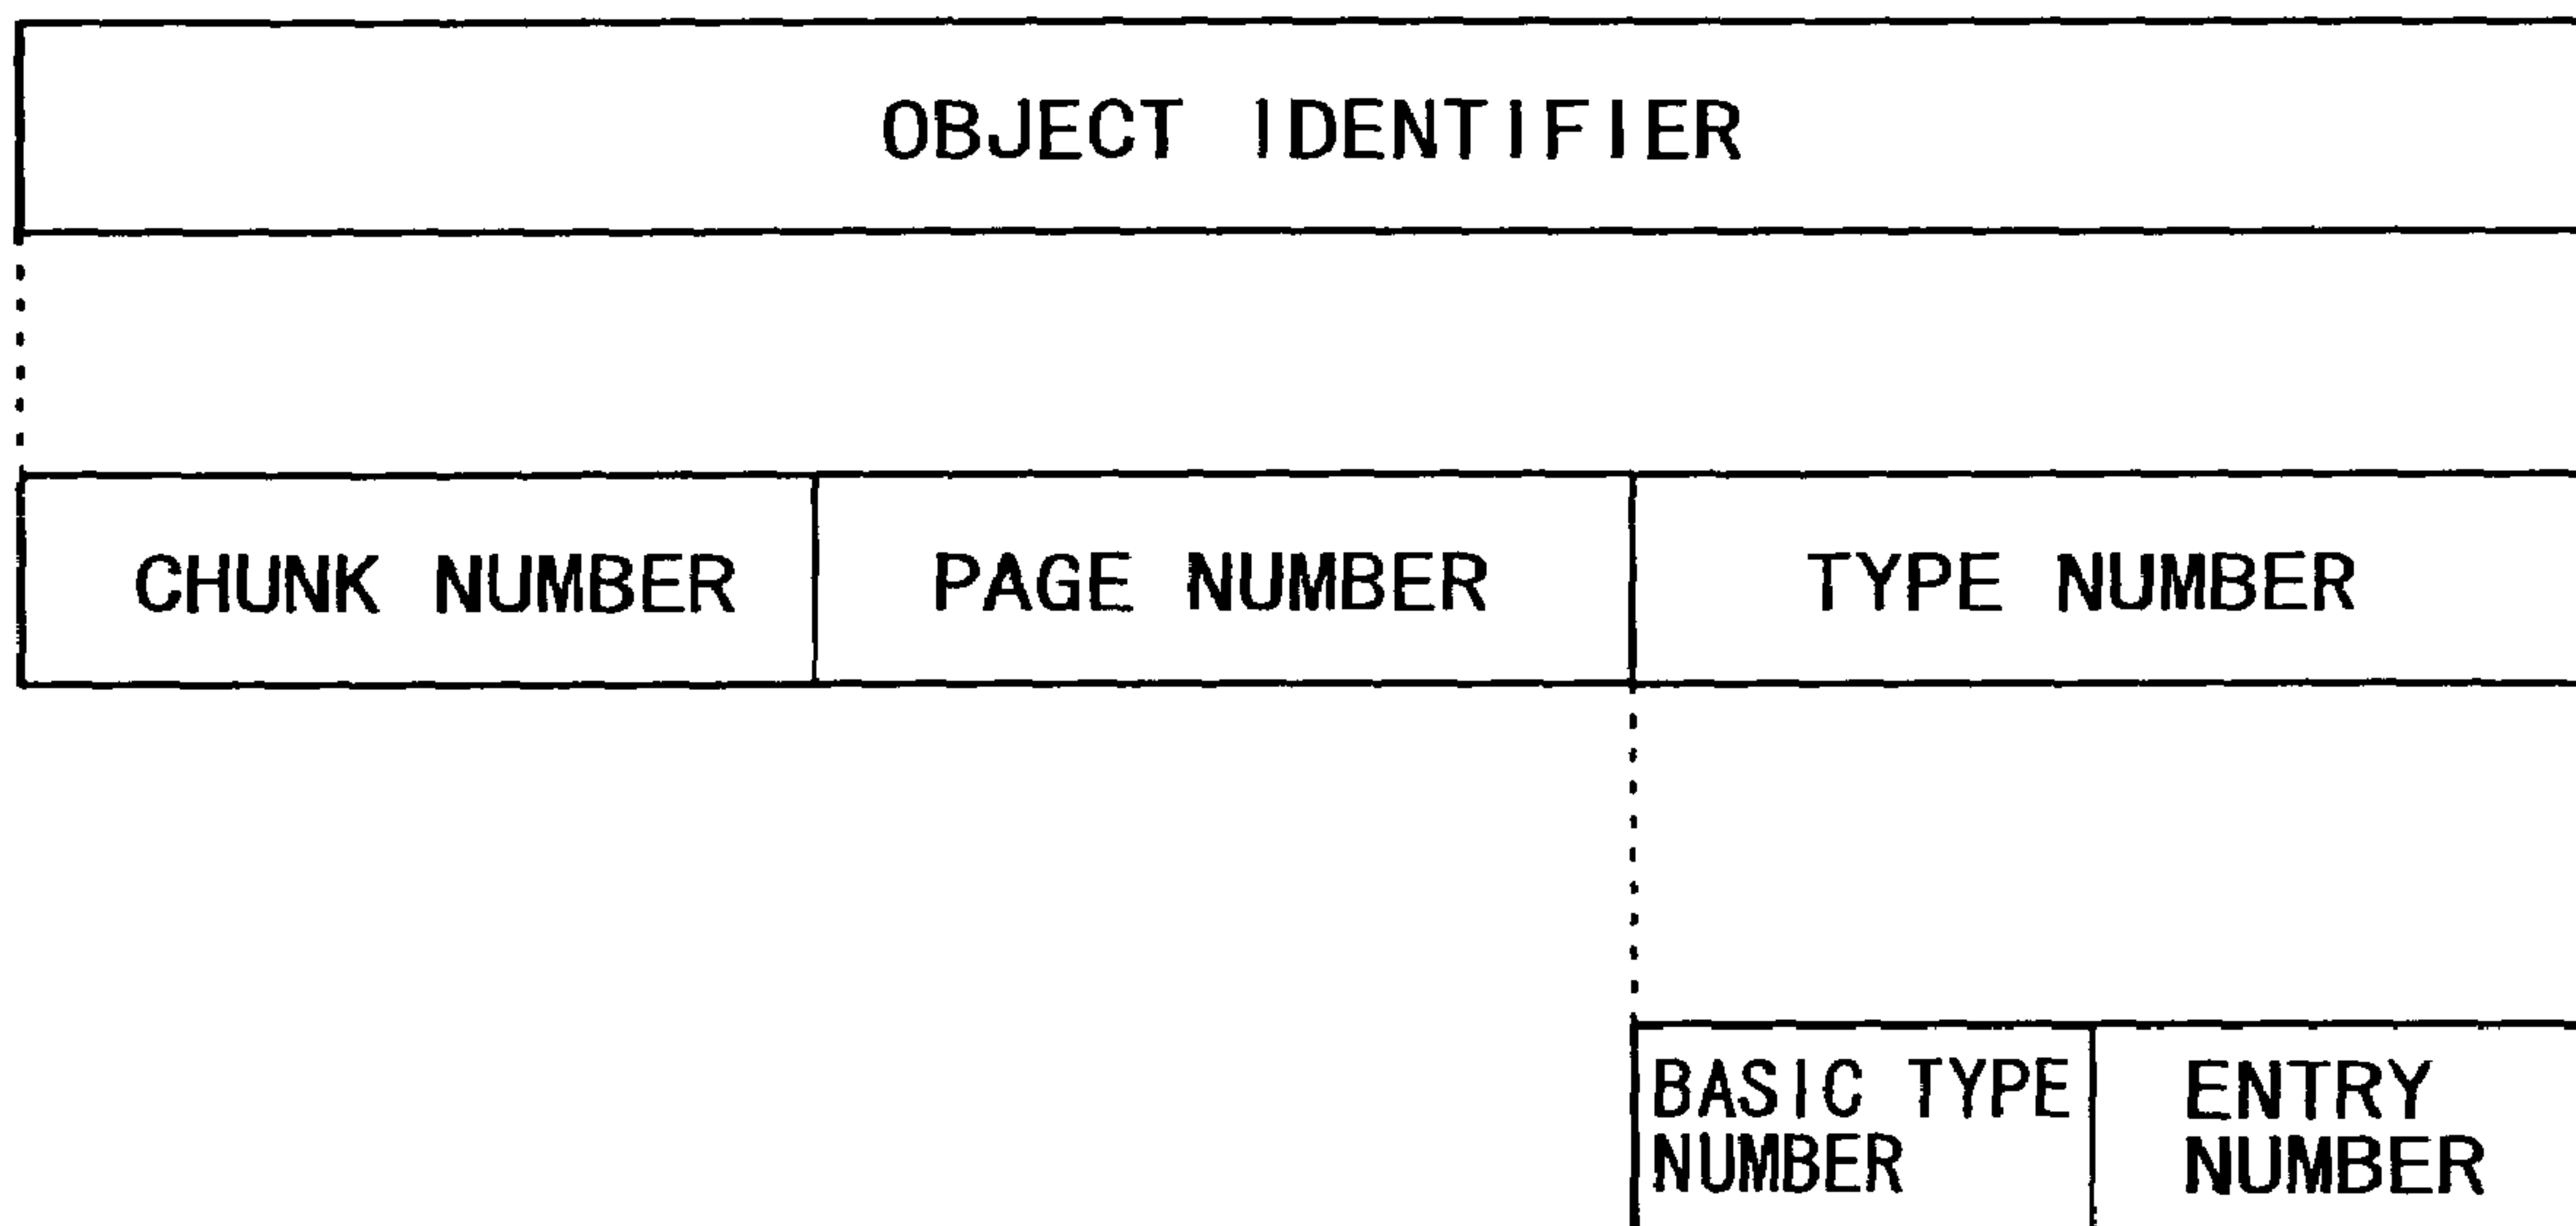 OBJECT IDENTIFIER
CHUNK NUMBER
PAGE NUMBER
TYPE NUMBER
BASIC TYPE
NUMBER
ENTRY
NUMBER